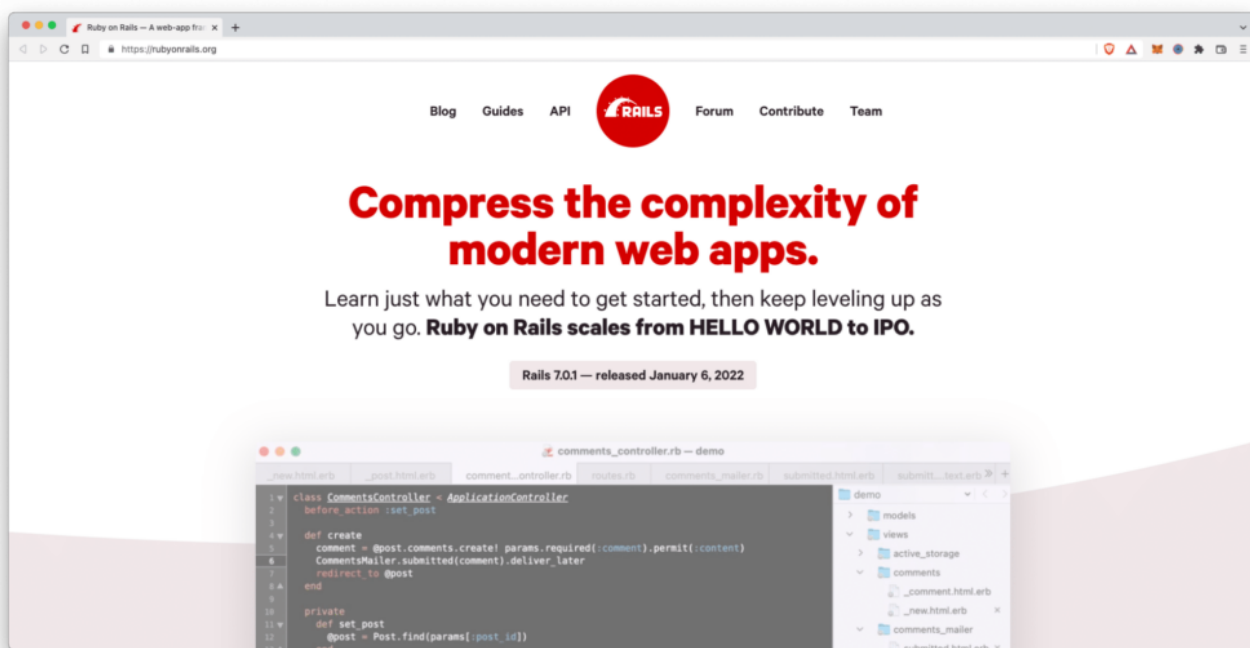 Ruby on Rails — A web-app fra
https://rubyonrails.org
Blog Guides API RAILS Forum Contribute Team
Compress the complexity of
modern web apps.
Learn just what you need to get started, then keep leveling up as
you go. Ruby on Rails scales from HELLO WORLD to IPO.
Rails 7.0.1 — released January 6, 2022
comments_controller.rb — demo
_new.html.erb _post.html.erb comment...ontroller.rb routes.rb comments_mailer.rb submitted.html.erb submitt...text.erb
demo
1 class CommentsController < ApplicationController
2 before_action :set_post
3
4 def create
5 comment = @post.comments.create! params.required(:comment).permit(:content)
6 CommentsMailer.submitted(comment).deliver_later
7 redirect_to @post
8 end
9
10 private
11 def set_post
12 @post = Post.find(params[:post_id])
models
views
active_storage
comments
_comment.html.erb
_new.html.erb
comments_mailer
submitted.html.erb